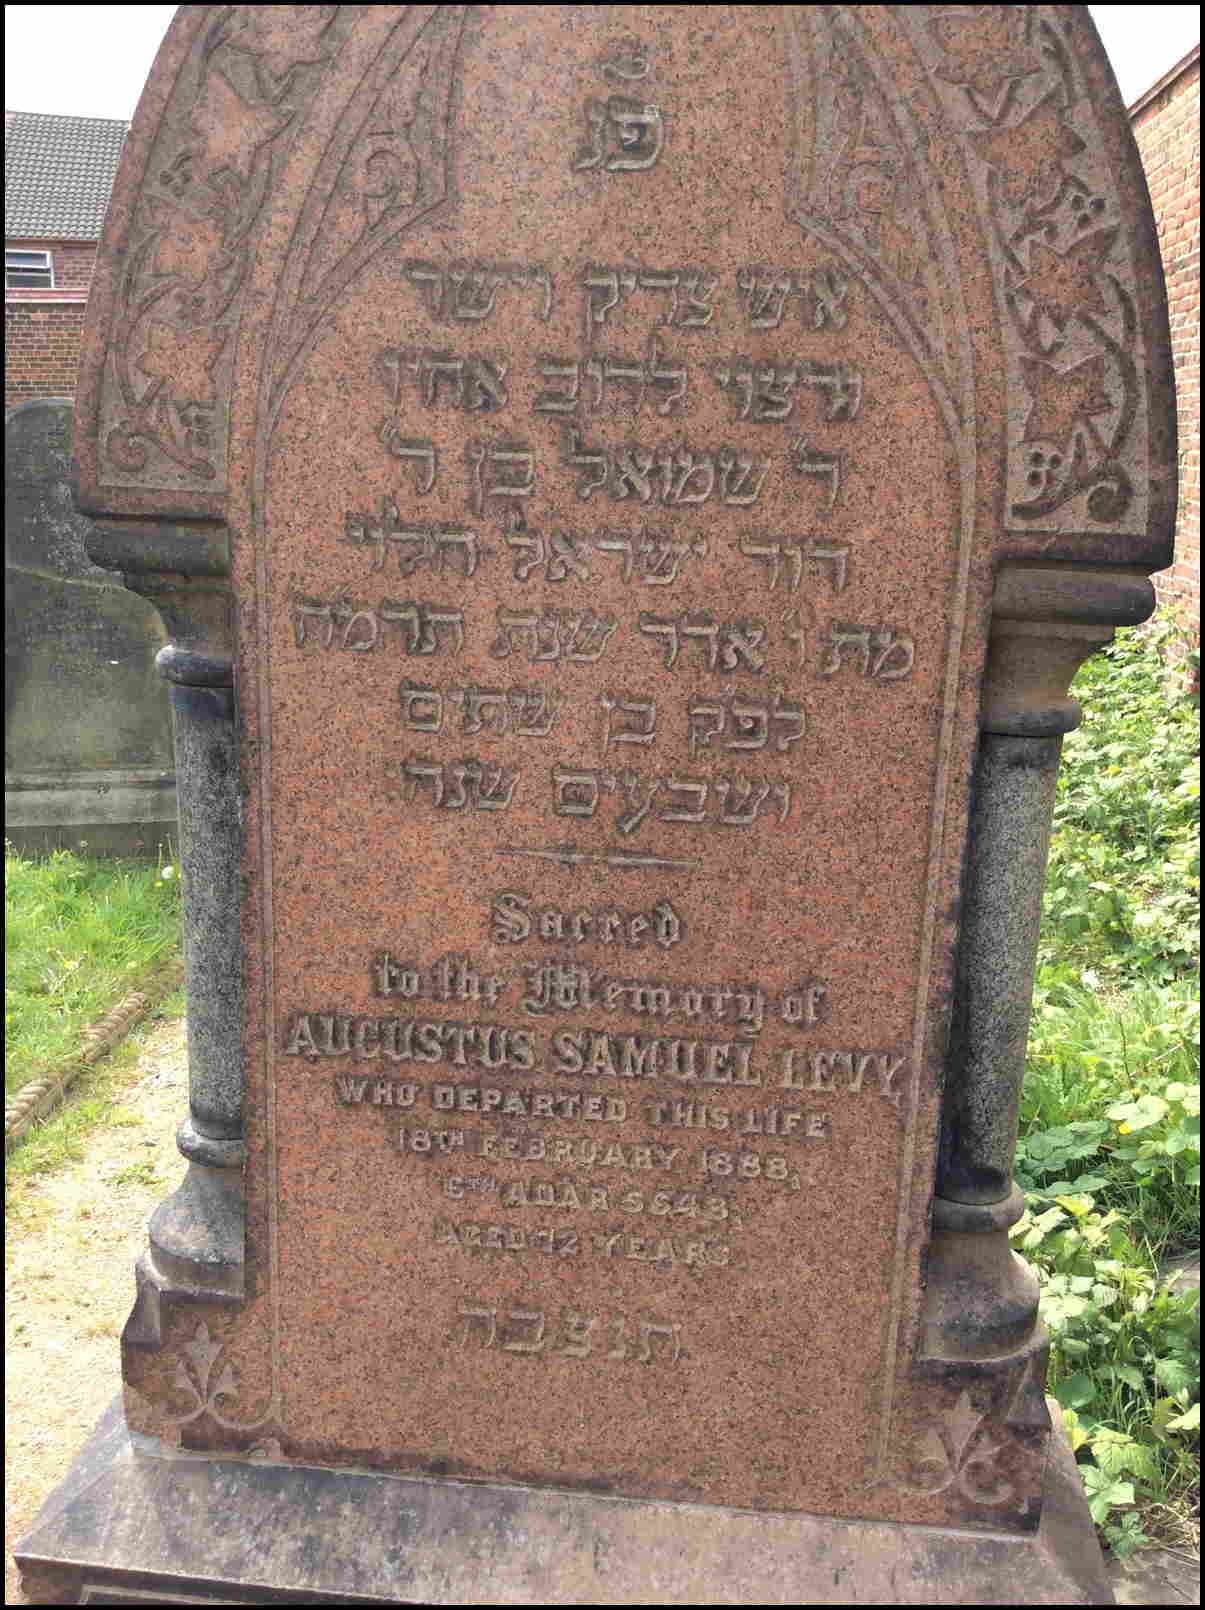 פנ
איש צדיק וישר
ורצוי לרוב אחיו
ר' שמואל בן ר'
דוד ישראל הלוי
מת ו' אדר שנת תרמ"ח
לפק בן שתים
ושבעים שנה
Sacred
to the Memory of
AUGUSTUS SAMUEL LEVY,
WHO DEPARTED THIS LIFE
18TH FEBRUARY 1888,
6TH ADAR 5648,
AGED 72 YEARS.
תנצבה